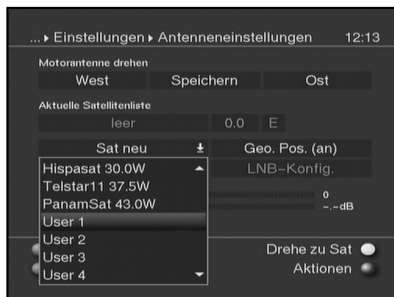 ... ▸ Einstellungen ▸ Antenneneinstellungen 12:13
Motorantenne drehen
West Speichern Ost
Aktuelle Satellitenliste
leer 0.0 E
Sat neu Geo. Pos. (an)
Hispasat 30.0W LNB-Konfig.
Telstar11 37.5W
PanamSat 43.0W 0
User 1 -.-dB
User 2
User 3 Drehe zu Sat
User 4 Aktionen